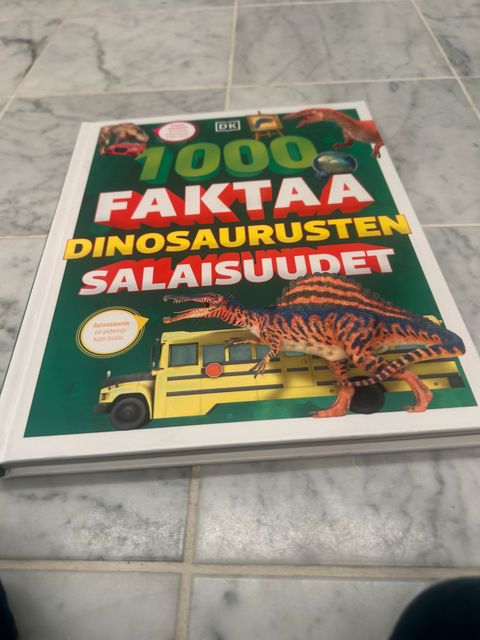 DK
1000
FAKTAA
DINOSAURUSTEN
SALAISUUDET
Spinosaurus
oli pidempi
kuin bussi.